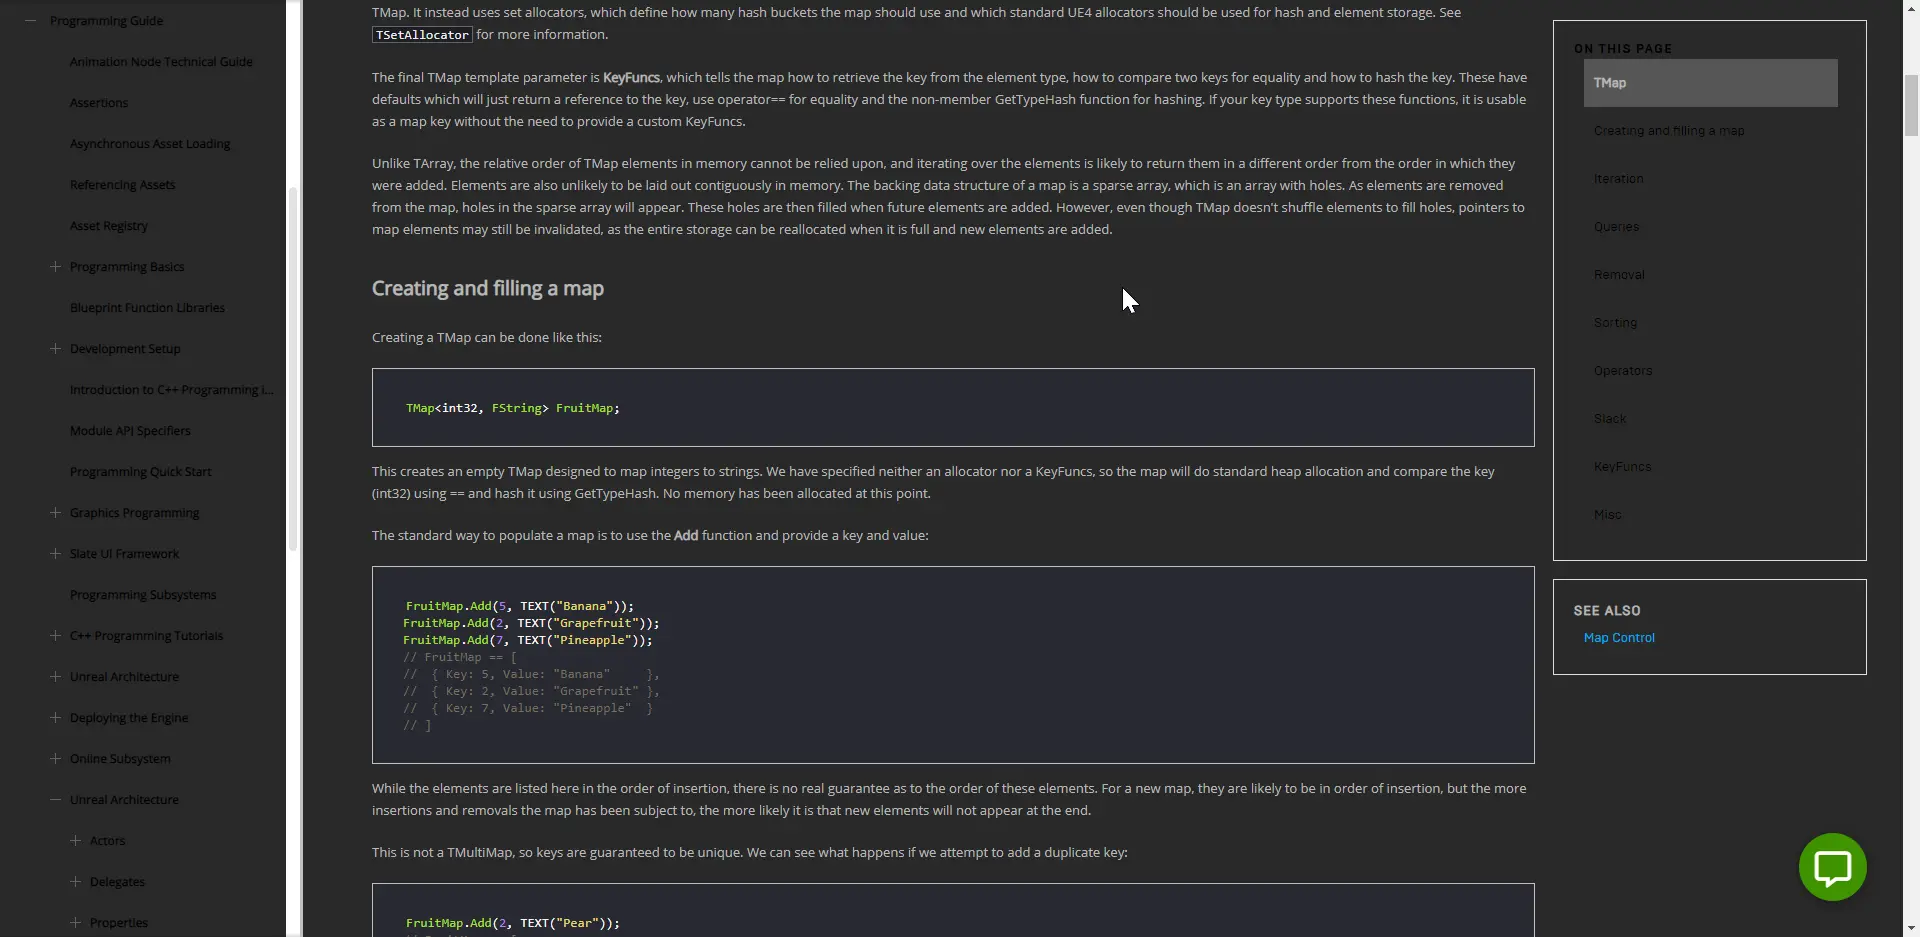 Programming Guide
Animation Node Technical Guide
Assertions
Asynchronous Asset Loading
Referencing Assets
Asset Registry
Programming Basics
Blueprint Function Libraries
Development Setup
Introduction to C++ Programming i...
Module API Specifiers
Programming Quick Start
Graphics Programming
Slate UI Framework
Programming Subsystems
C++ Programming Tutorials
Unreal Architecture
Deploying the Engine
Online Subsystem
Unreal Architecture
Actors
Delegates
Properties
TMap. It instead uses set allocators, which define how many hash buckets the map should use and which standard UE4 allocators should be used for hash and element storage. See
TSetAllocator for more information.
The final TMap template parameter is KeyFuncs, which tells the map how to retrieve the key from the element type, how to compare two keys for equality and how to hash the key. These have
defaults which will just return a reference to the key, use operator== for equality and the non-member GetTypeHash function for hashing. If your key type supports these functions, it is usable
as a map key without the need to provide a custom KeyFuncs.
Unlike TArray, the relative order of TMap elements in memory cannot be relied upon, and iterating over the elements is likely to return them in a different order from the order in which they
were added. Elements are also unlikely to be laid out contiguously in memory. The backing data structure of a map is a sparse array, which is an array with holes. As elements are removed
from the map, holes in the sparse array will appear. These holes are then filled when future elements are added. However, even though TMap doesn't shuffle elements to fill holes, pointers to
map elements may still be invalidated, as the entire storage can be reallocated when it is full and new elements are added.
Creating and filling a map
Creating a TMap can be done like this:
TMap<int32, FString> FruitMap;
This creates an empty TMap designed to map integers to strings. We have specified neither an allocator nor a KeyFuncs, so the map will do standard heap allocation and compare the key
(int32) using == and hash it using GetTypeHash. No memory has been allocated at this point.
The standard way to populate a map is to use the Add function and provide a key and value:
FruitMap.Add(5, TEXT("Banana"));
FruitMap.Add(2, TEXT("Grapefruit"));
FruitMap.Add(7, TEXT("Pineapple"));
// FruitMap == [
//  { Key: 5, Value: "Banana"     },
//  { Key: 2, Value: "Grapefruit" },
//  { Key: 7, Value: "Pineapple"  }
// ]
While the elements are listed here in the order of insertion, there is no real guarantee as to the order of these elements. For a new map, they are likely to be in order of insertion, but the more
insertions and removals the map has been subject to, the more likely it is that new elements will not appear at the end.
This is not a TMultiMap, so keys are guaranteed to be unique. We can see what happens if we attempt to add a duplicate key:
FruitMap.Add(2, TEXT("Pear"));
ON THIS PAGE
TMap
Creating and filling a map
Iteration
Queries
Removal
Sorting
Operators
Slack
KeyFuncs
Misc
SEE ALSO
Map Control